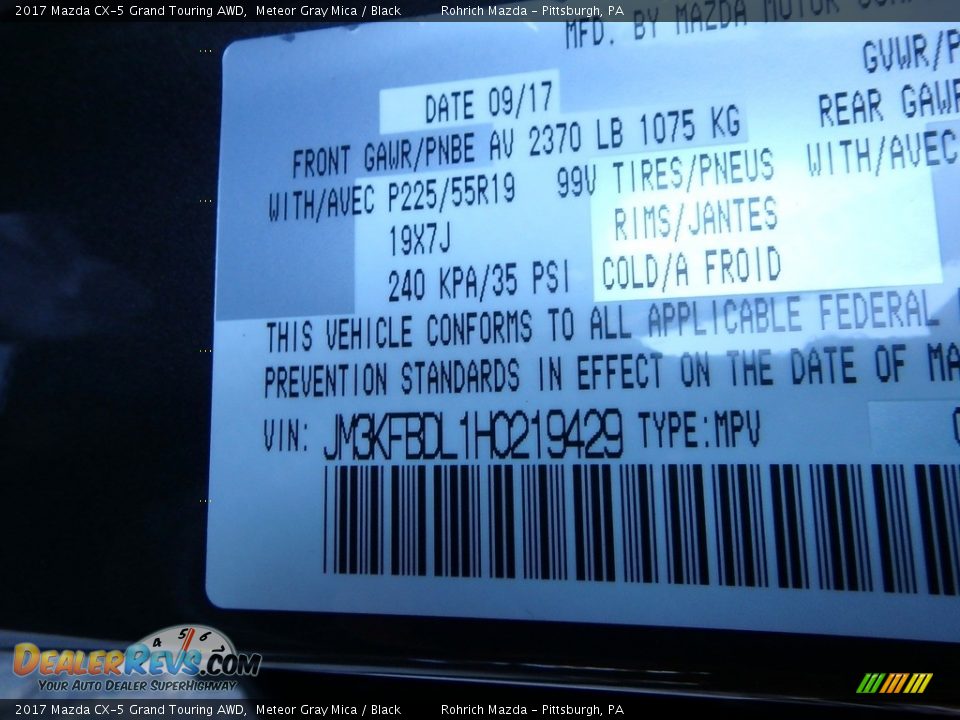 2017 Mazda CX-5 Grand Touring AWD, Meteor Gray Mica / Black Rohrich Mazda - Pittsburgh, PA
MFD. BY MAZDA MOTOR
GVWR/P
DATE 09/17
REAR GAWR
FRONT GAWR/PNBE AV 2370 LB 1075 KG
WITH/AVEC
WITH/AVEC P225/55R19 99V TIRES/PNEUS
19X7J RIMS/JANTES
240 KPA/35 PSI COLD/A FROID
THIS VEHICLE CONFORMS TO ALL APPLICABLE FEDERAL
PREVENTION STANDARDS IN EFFECT ON THE DATE OF MA
VIN: JM3KFBDL1H0219429 TYPE:MPV
DealerRevs.com
Your Auto Dealer SuperHighway
4 5 6
2017 Mazda CX-5 Grand Touring AWD, Meteor Gray Mica / Black Rohrich Mazda - Pittsburgh, PA